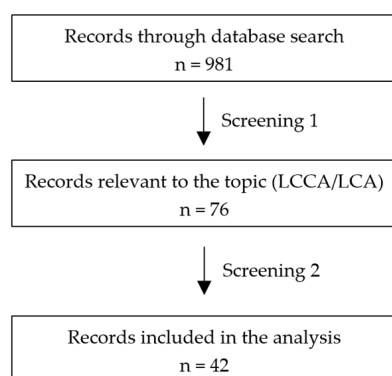 Records through database search
n = 981
Screening 1
Records relevant to the topic (LCCA/LCA)
n = 76
Screening 2
Records included in the analysis
n = 42